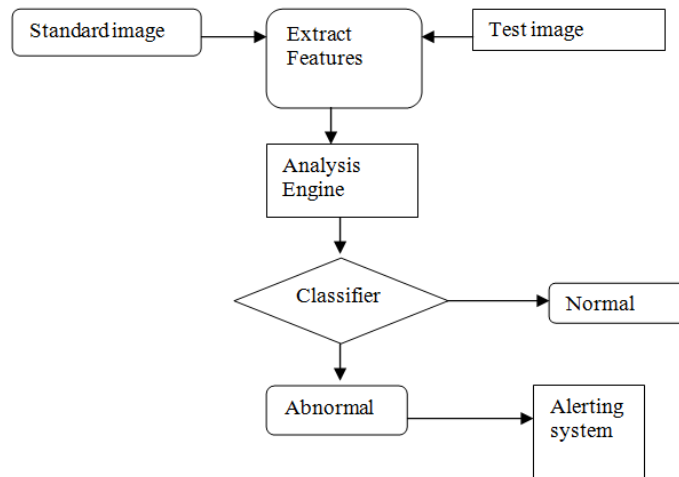 Standard image
Extract
Features
Test image
Analysis
Engine
Classifier
Normal
Abnormal
Alerting
system